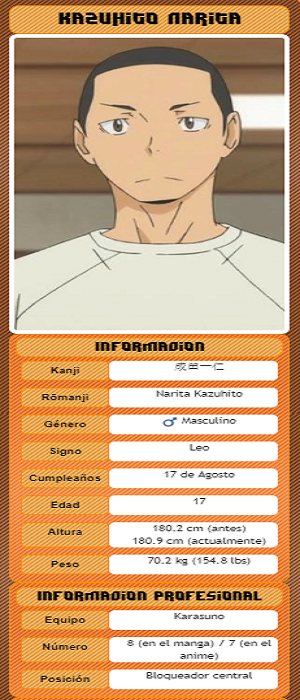 Kazuhito Narita
Informacion
Kanji
成田一仁
Rōmanji
Narita Kazuhito
Género
♂ Masculino
Signo
Leo
Cumpleaños
17 de Agosto
Edad
17
Altura
180.2 cm (antes)
180.9 cm (actualmente)
Peso
70.2 kg (154.8 lbs)
Informacion Profesional
Equipo
Karasuno
Número
8 (en el manga) / 7 (en el
anime)
Posición
Bloqueador central